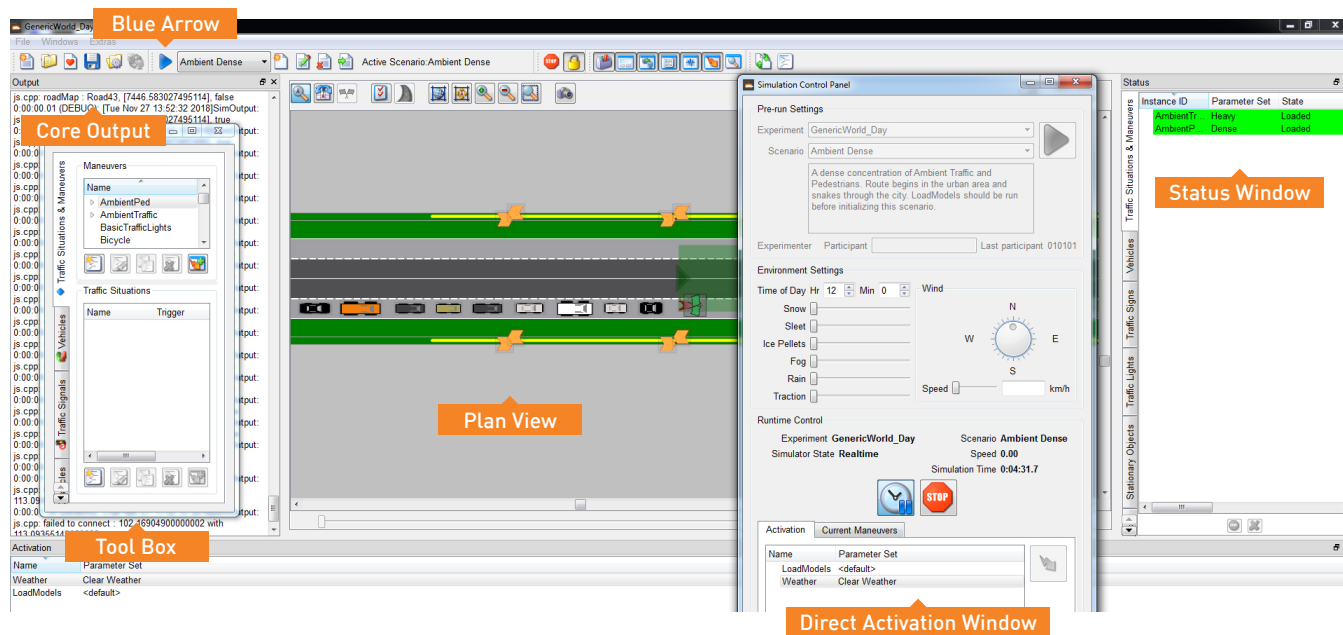 GenericWorld_Day
Blue Arrow
File Windows Extras
Ambient Dense
Active Scenario:Ambient Dense
STOP
Output
js.cpp: roadMap : Road43, [7446.583027495114], false
0:00:00.01 (DEBUG): [Tue Nov 27 13:52:32 2018]SimOutput:
Core Output
Maneuvers
Name
AmbientPed
AmbientTraffic
BasicTrafficLights
Bicycle
Traffic Situations
Name Trigger
Traffic Situations & Maneuvers
Vehicles
Traffic Signals
js.cpp: failed to connect : 102.16904900000002 with
Tool Box
Plan View
Simulation Control Panel
Pre-run Settings
Experiment GenericWorld_Day
Scenario Ambient Dense
A dense concentration of Ambient Traffic and
Pedestrians. Route begins in the urban area and
snakes through the city. LoadModels should be run
before initializing this scenario.
Experimenter Participant Last participant 010101
Environment Settings
Time of Day Hr 12 Min 0
Snow
Sleet
Ice Pellets
Fog
Rain
Traction
Wind
N
W E
S
Speed km/h
Runtime Control
Experiment GenericWorld_Day Scenario Ambient Dense
Simulator State Realtime Speed 0.00
Simulation Time 0:04:31.7
STOP
Activation Current Maneuvers
Name Parameter Set
LoadModels <default>
Weather Clear Weather
Direct Activation Window
Status
Instance ID Parameter Set State
AmbientTr... Heavy Loaded
AmbientP... Dense Loaded
Status Window
Traffic Situations & Maneuvers
Vehicles
Traffic Signs
Traffic Lights
Stationary Objects
Activation
Name Parameter Set
Weather Clear Weather
LoadModels <default>